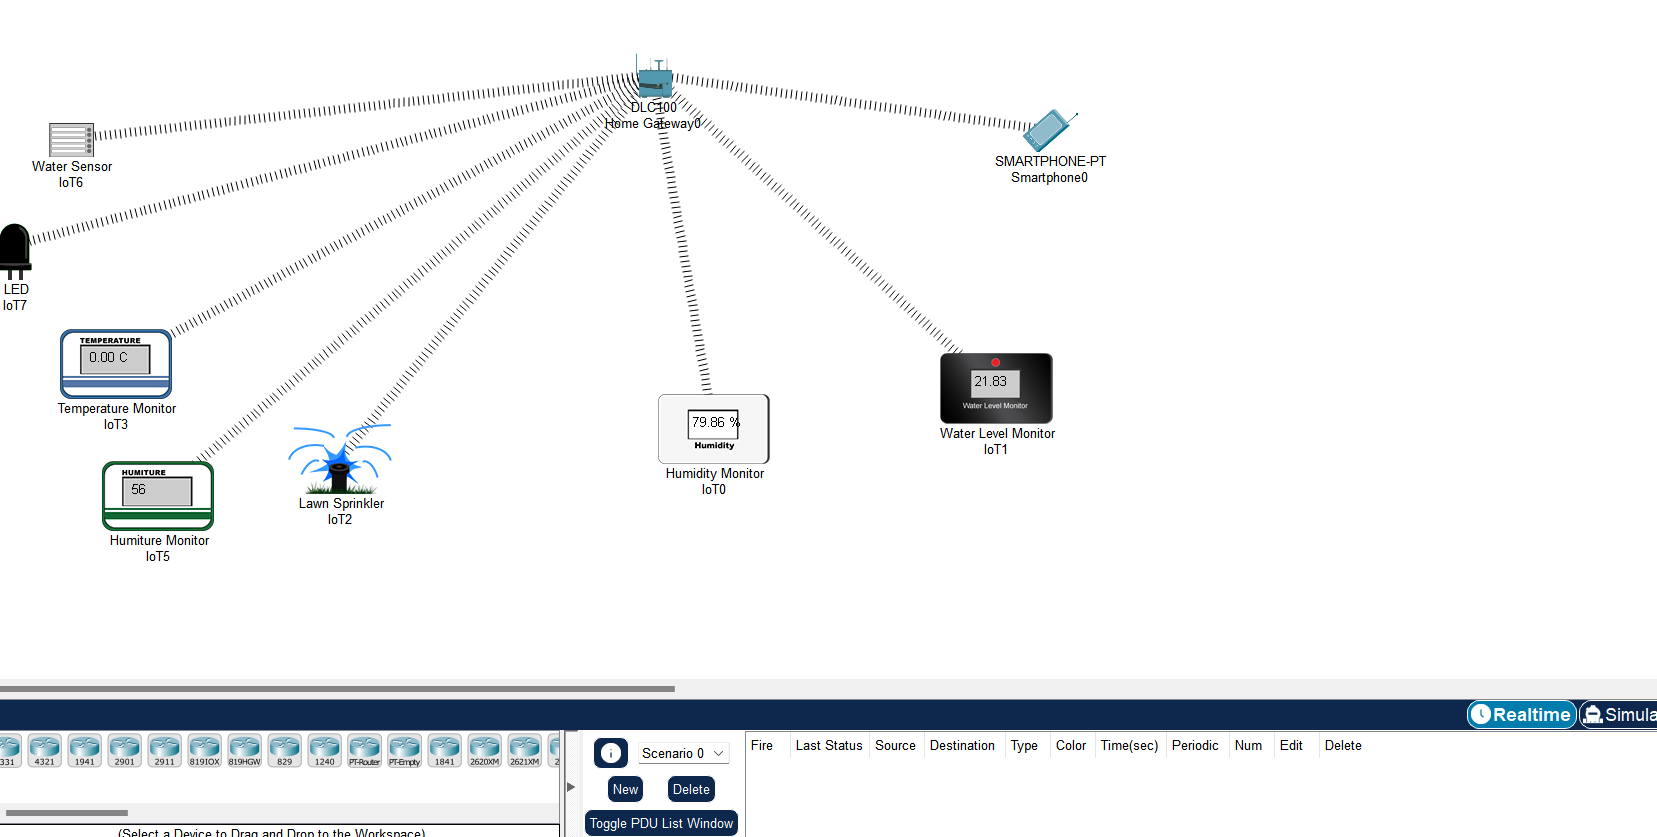 DLC100
Home Gateway0
Water Sensor
IoT6
SMARTPHONE-PT
Smartphone0
LED
IoT7
TEMPERATURE
0.00 C
Temperature Monitor
IoT3
21.83
Water Level Monitor
Water Level Monitor
IoT1
79.86 %
Humidity
Humidity Monitor
IoT0
HUMITURE
56
Humiture Monitor
IoT5
Lawn Sprinkler
IoT2
Realtime
Simula
331 4321 1941 2901 2911 819IOX 819HGW 829 1240 PT-Router PT-Empty 1841 2620XM 2621XM 2
Scenario 0
New Delete
Toggle PDU List Window
Fire Last Status Source Destination Type Color Time(sec) Periodic Num Edit Delete
(Select a Device to Drag and Drop to the Workspace)